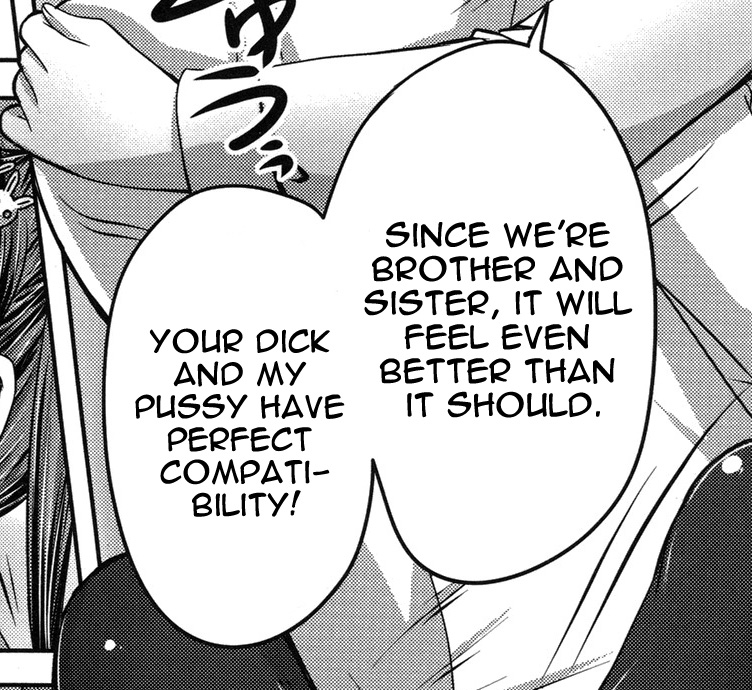 SINCE WE'RE
BROTHER AND
SISTER, IT WILL
FEEL EVEN
BETTER THAN
IT SHOULD.
YOUR DICK
AND MY
PUSSY HAVE
PERFECT
COMPATI-
BILITY!